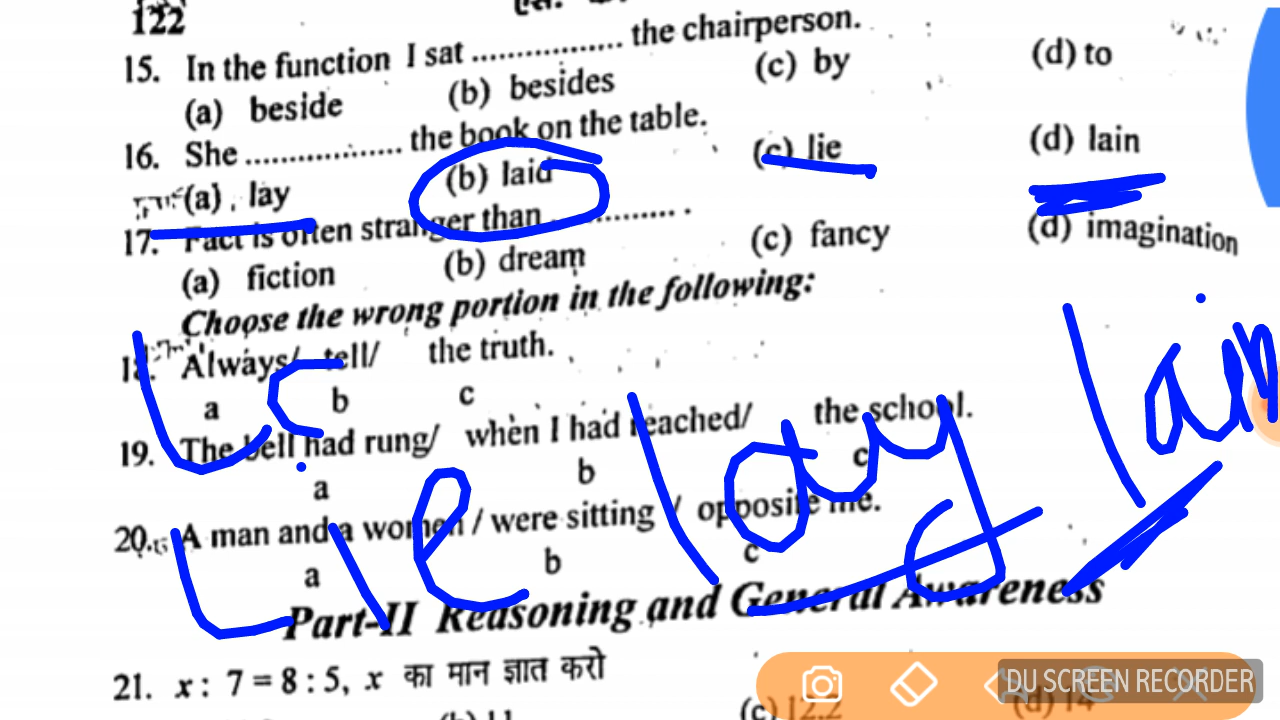 122
15. In the function I sat ................. the chairperson.
(a) beside (b) besides (c) by (d) to
16. She .................. the book on the table.
(a) lay (b) laid (c) lie (d) lain
17. Fact is often stranger than ............... .
(a) fiction (b) dream (c) fancy (d) imagination
Choose the wrong portion in the following:
18. Always/ tell/ the truth.
a b c
19. The bell had rung/ when I had reached/ the school.
a b c
20. A man and a women / were sitting / opposite me.
a b c
Lie lay lain
Part-II Reasoning and General Awareness
21. x : 7 = 8 : 5, x का मान ज्ञात करो
(b) 11 (c) 12.2 (d) 14
DU SCREEN RECORDER